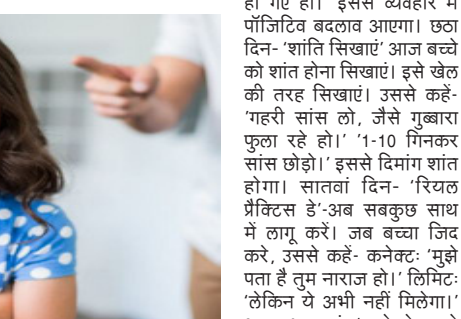 हो गए हो।' इससे व्यवहार में
पॉजिटिव बदलाव आएगा। छठा
दिन- 'शांति सिखाएं' आज बच्चे
को शांत होना सिखाएं। इसे खेल
की तरह सिखाएं। उससे कहें-
'गहरी सांस लो, जैसे गुब्बारा
फुला रहे हो।' '1-10 गिनकर
सांस छोड़ो।' इससे दिमांग शांत
होगा। सातवां दिन- 'रियल
प्रैक्टिस डे'-अब सबकुछ साथ
में लागू करें। जब बच्चा जिद
करे, उससे कहें- कनेक्टः 'मुझे
पता है तुम नाराज हो।' लिमिटः
'लेकिन ये अभी नहीं मिलेगा।'